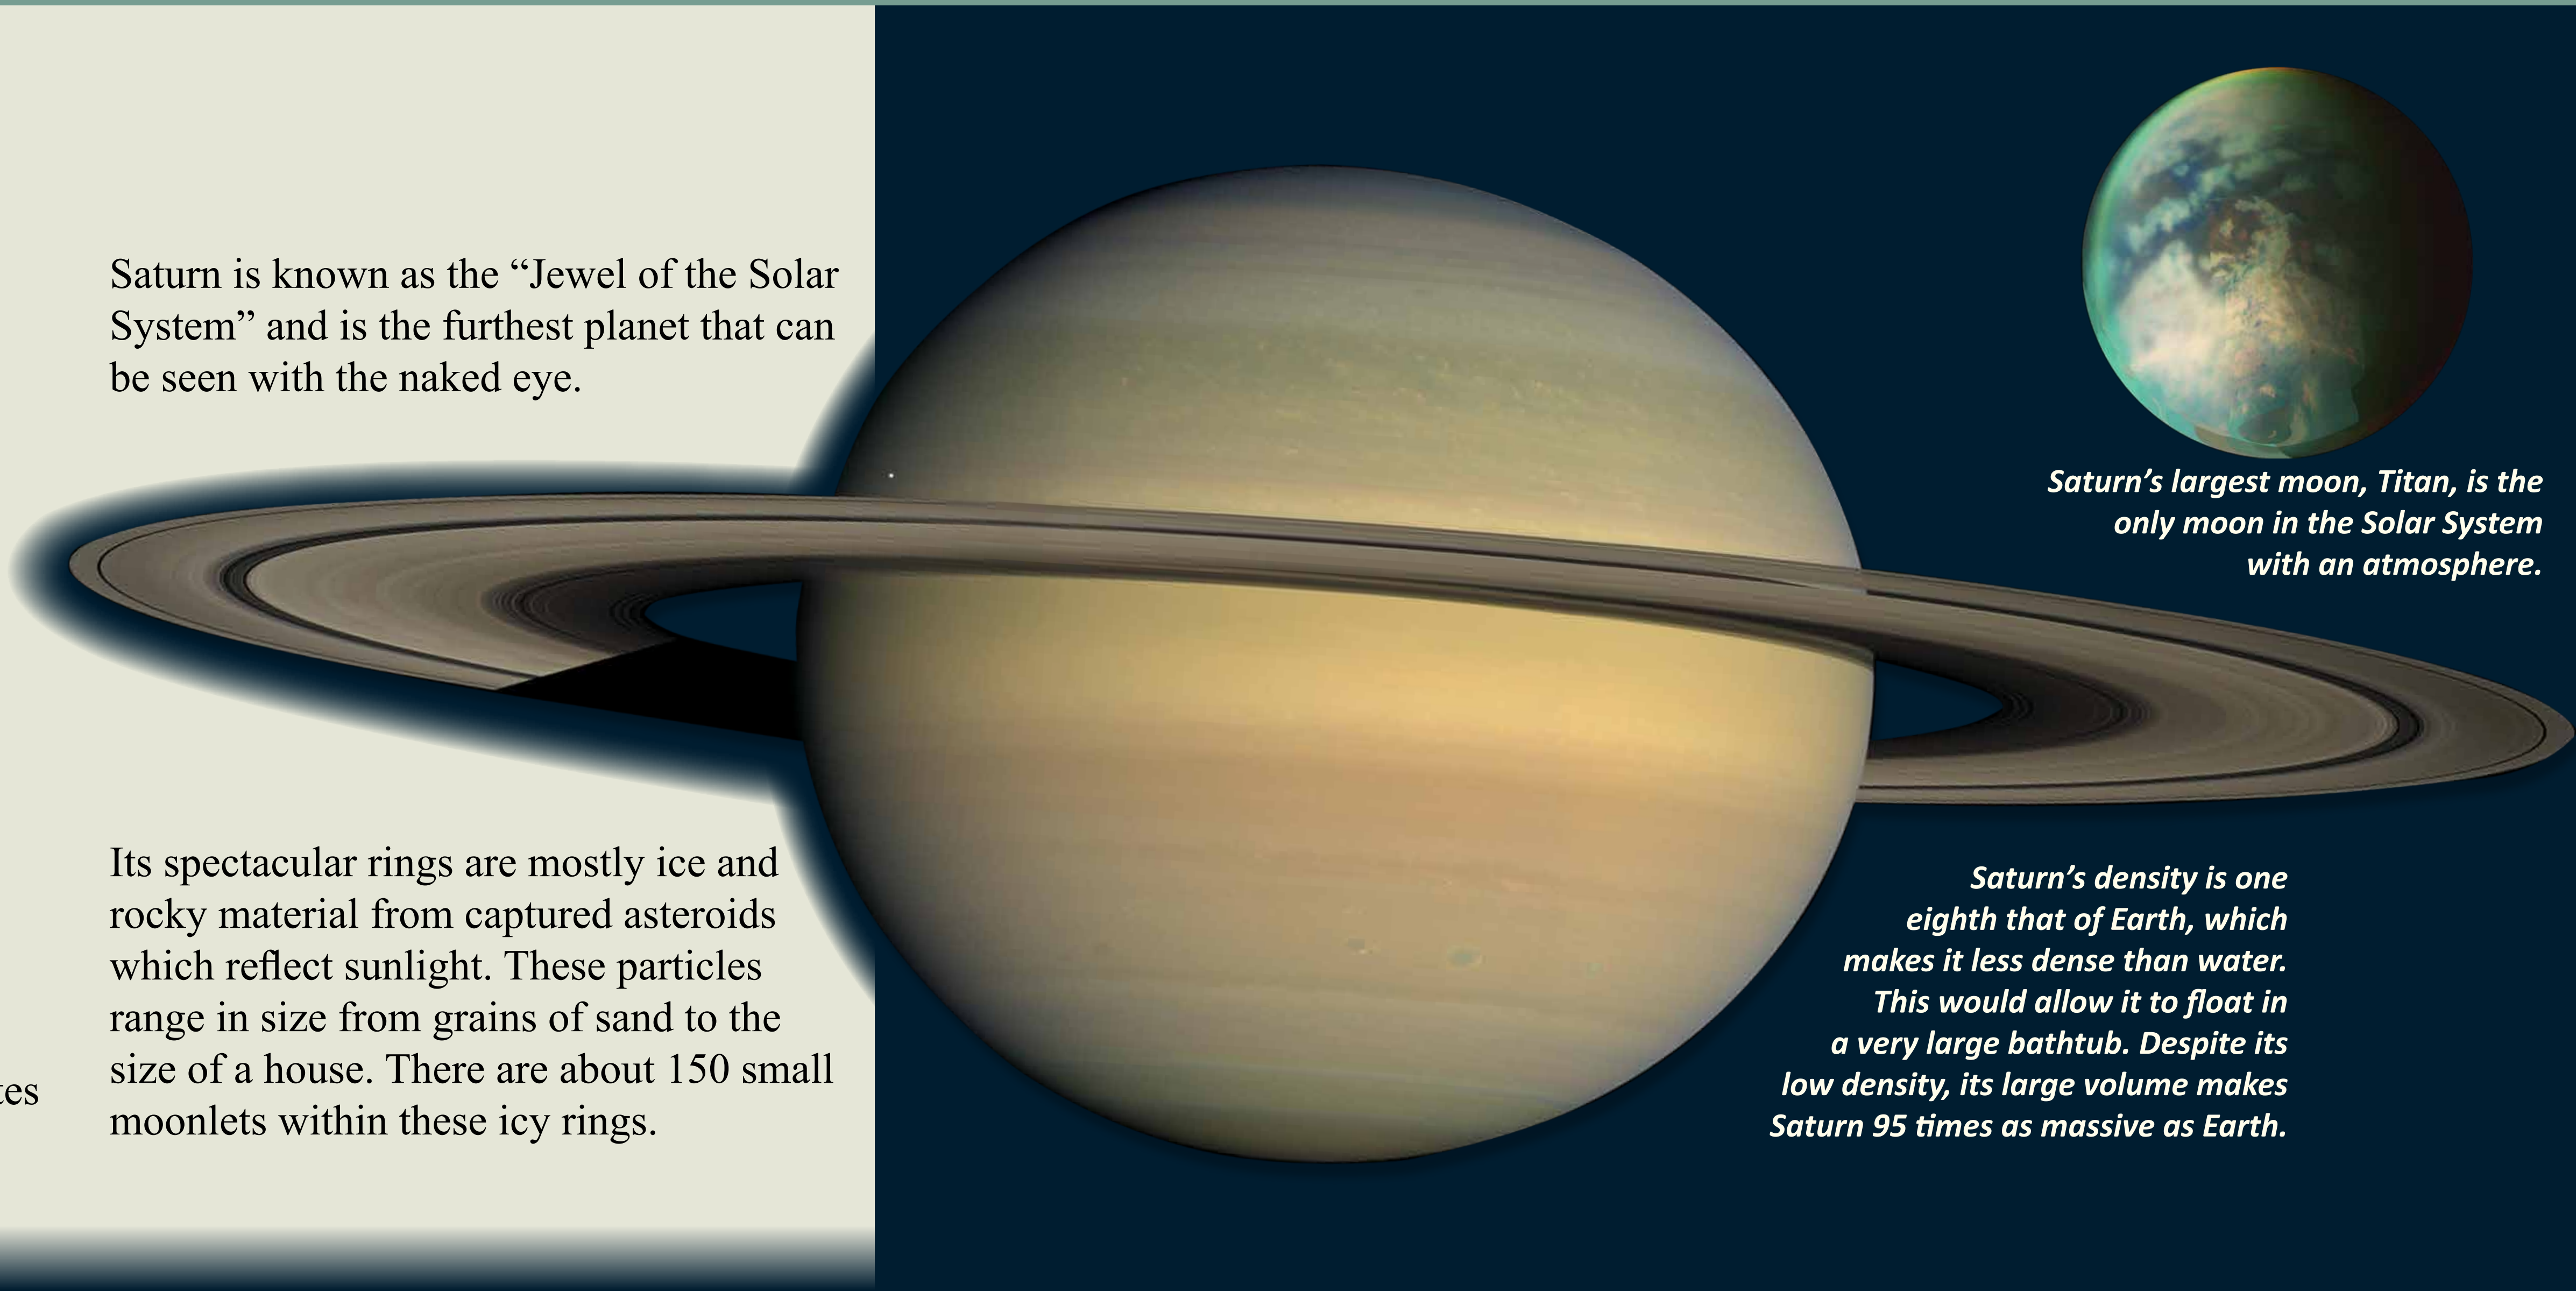 Saturn is known as the “Jewel of the Solar
System” and is the furthest planet that can
be seen with the naked eye.
Its spectacular rings are mostly ice and
rocky material from captured asteroids
which reflect sunlight. These particles
range in size from grains of sand to the
size of a house. There are about 150 small
moonlets within these icy rings.
tes
Saturn’s largest moon, Titan, is the
only moon in the Solar System
with an atmosphere.
Saturn’s density is one
eighth that of Earth, which
makes it less dense than water.
This would allow it to float in
a very large bathtub. Despite its
low density, its large volume makes
Saturn 95 times as massive as Earth.